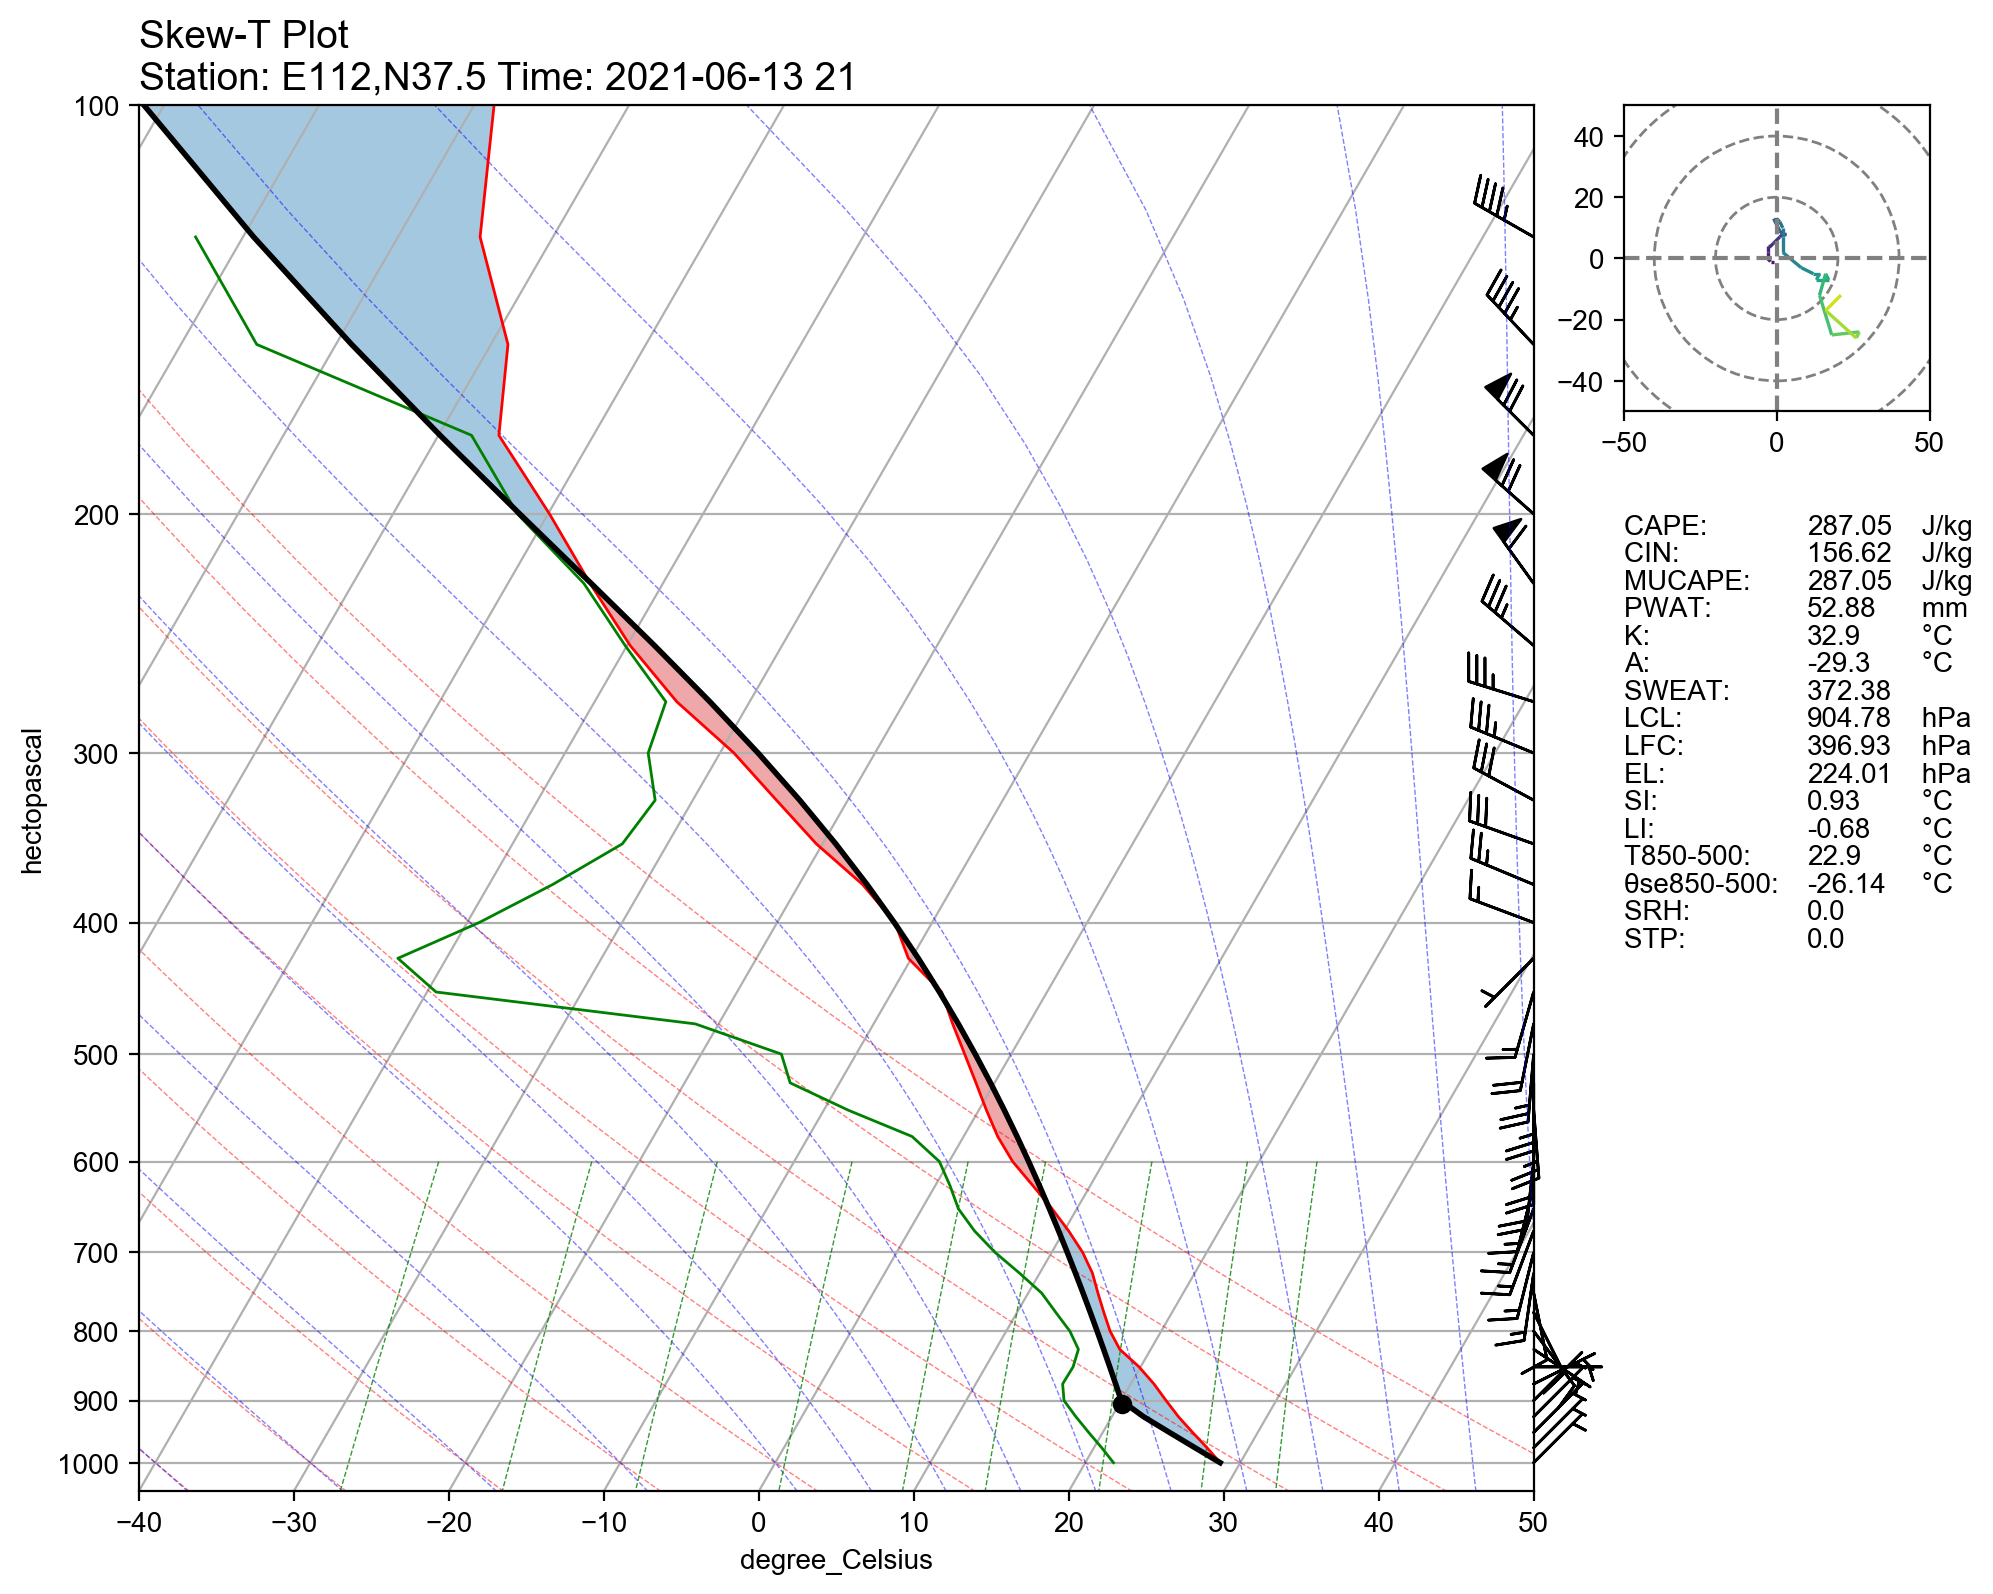 Skew-T Plot
Station: E112,N37.5 Time: 2021-06-13 21
100
200
300
400
500
600
700
800
900
1000
hectopascal
−40 −30 −20 −10 0 10 20 30 40 50
degree_Celsius
40
20
0
−20
−40
−50 0 50
CAPE: 287.05 J/kg
CIN: 156.62 J/kg
MUCAPE: 287.05 J/kg
PWAT: 52.88 mm
K: 32.9 °C
A: -29.3 °C
SWEAT: 372.38
LCL: 904.78 hPa
LFC: 396.93 hPa
EL: 224.01 hPa
SI: 0.93 °C
LI: -0.68 °C
T850-500: 22.9 °C
θse850-500: -26.14 °C
SRH: 0.0
STP: 0.0